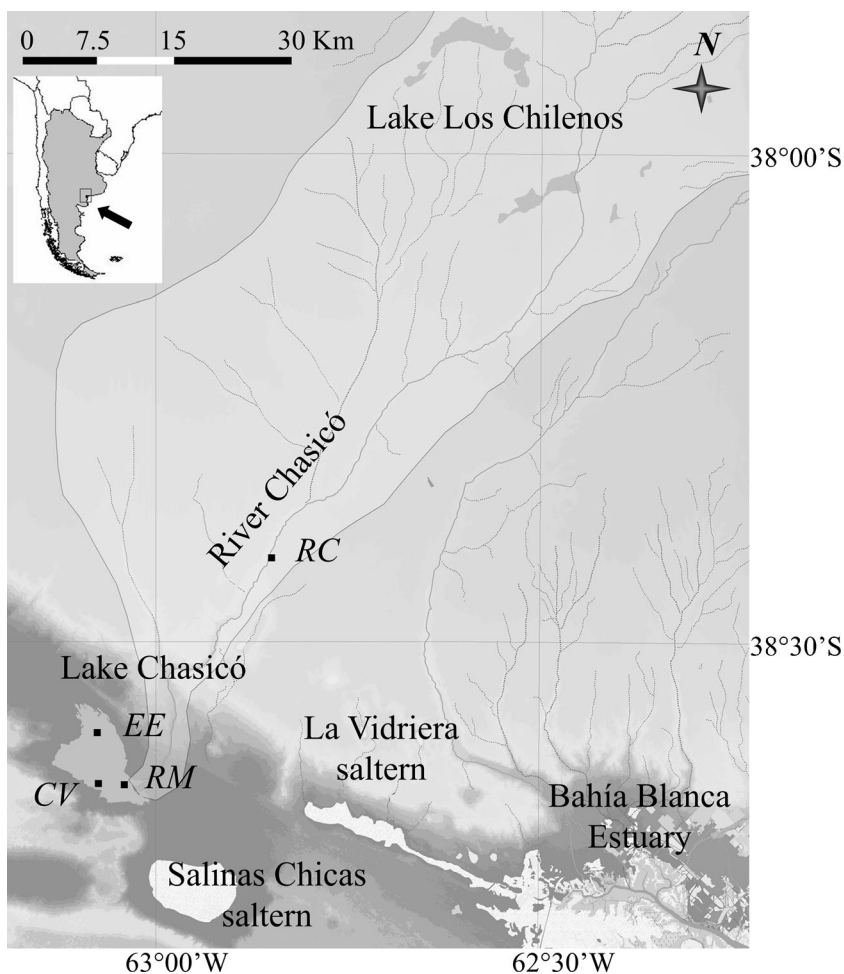 0 7.5 15 30 Km
N
Lake Los Chilenos
38°00’S
River Chasicó
RC
38°30’S
Lake Chasicó
EE
La Vidriera
saltern
CV
RM
Bahía Blanca
Estuary
Salinas Chicas
saltern
63°00’W
62°30’W